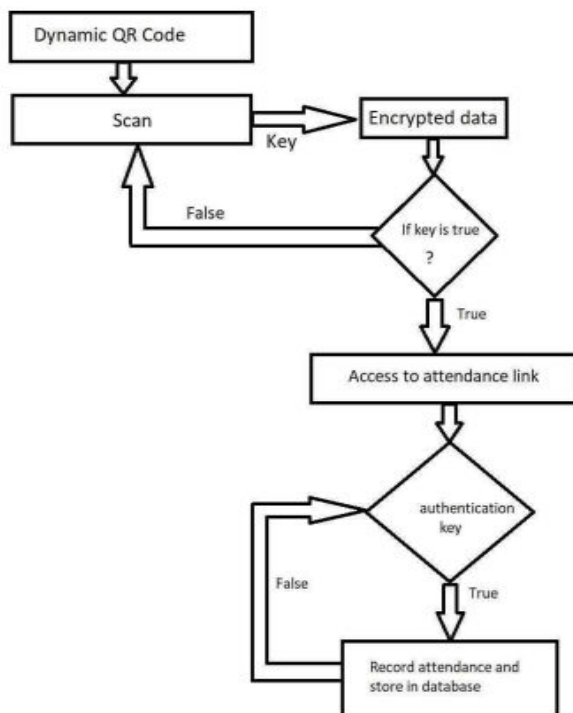 Dynamic QR Code
Scan
Key
Encrypted data
False
If key is true
?
True
Access to attendance link
authentication
key
False
True
Record attendance and
store in database